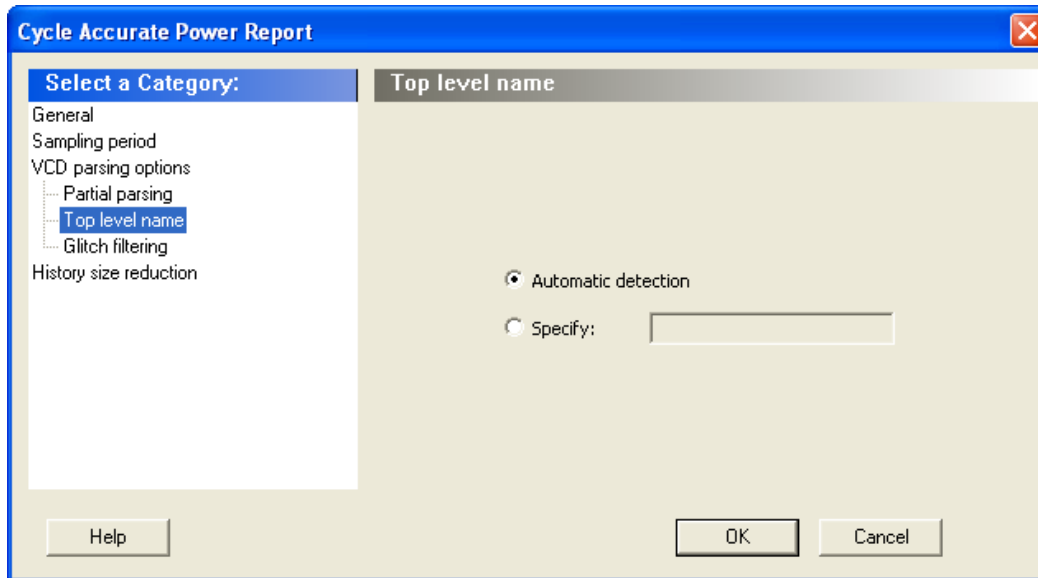 Cycle Accurate Power Report
Select a Category:
General
Sampling period
VCD parsing options
Partial parsing
Top level name
Glitch filtering
History size reduction
Top level name
Automatic detection
Specify:
Help
OK
Cancel